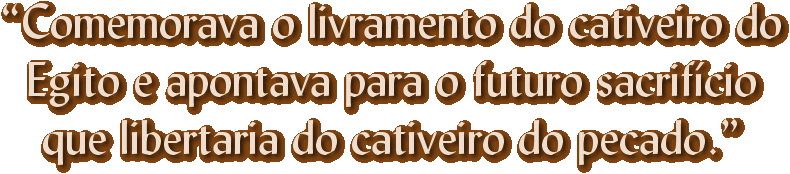 “Comemorava o livramento do cativeiro do
Egito e apontava para o futuro sacrifício
que libertaria do cativeiro do pecado.”